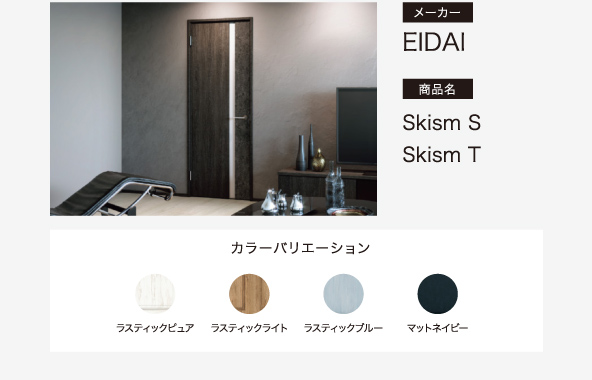 メーカー
EIDAI
商品名
Skism S
Skism T
カラーバリエーション
ラスティックピュア
ラスティックライト
ラスティックブルー
マットネイビー